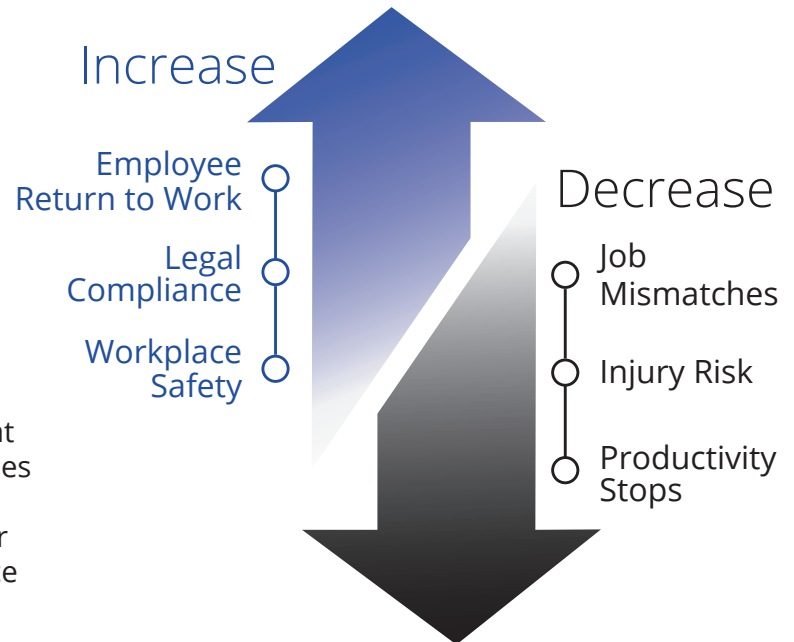 Increase
Employee
Return to Work
Legal
Compliance
Workplace
Safety
Decrease
Job
Mismatches
Injury Risk
Productivity
Stops